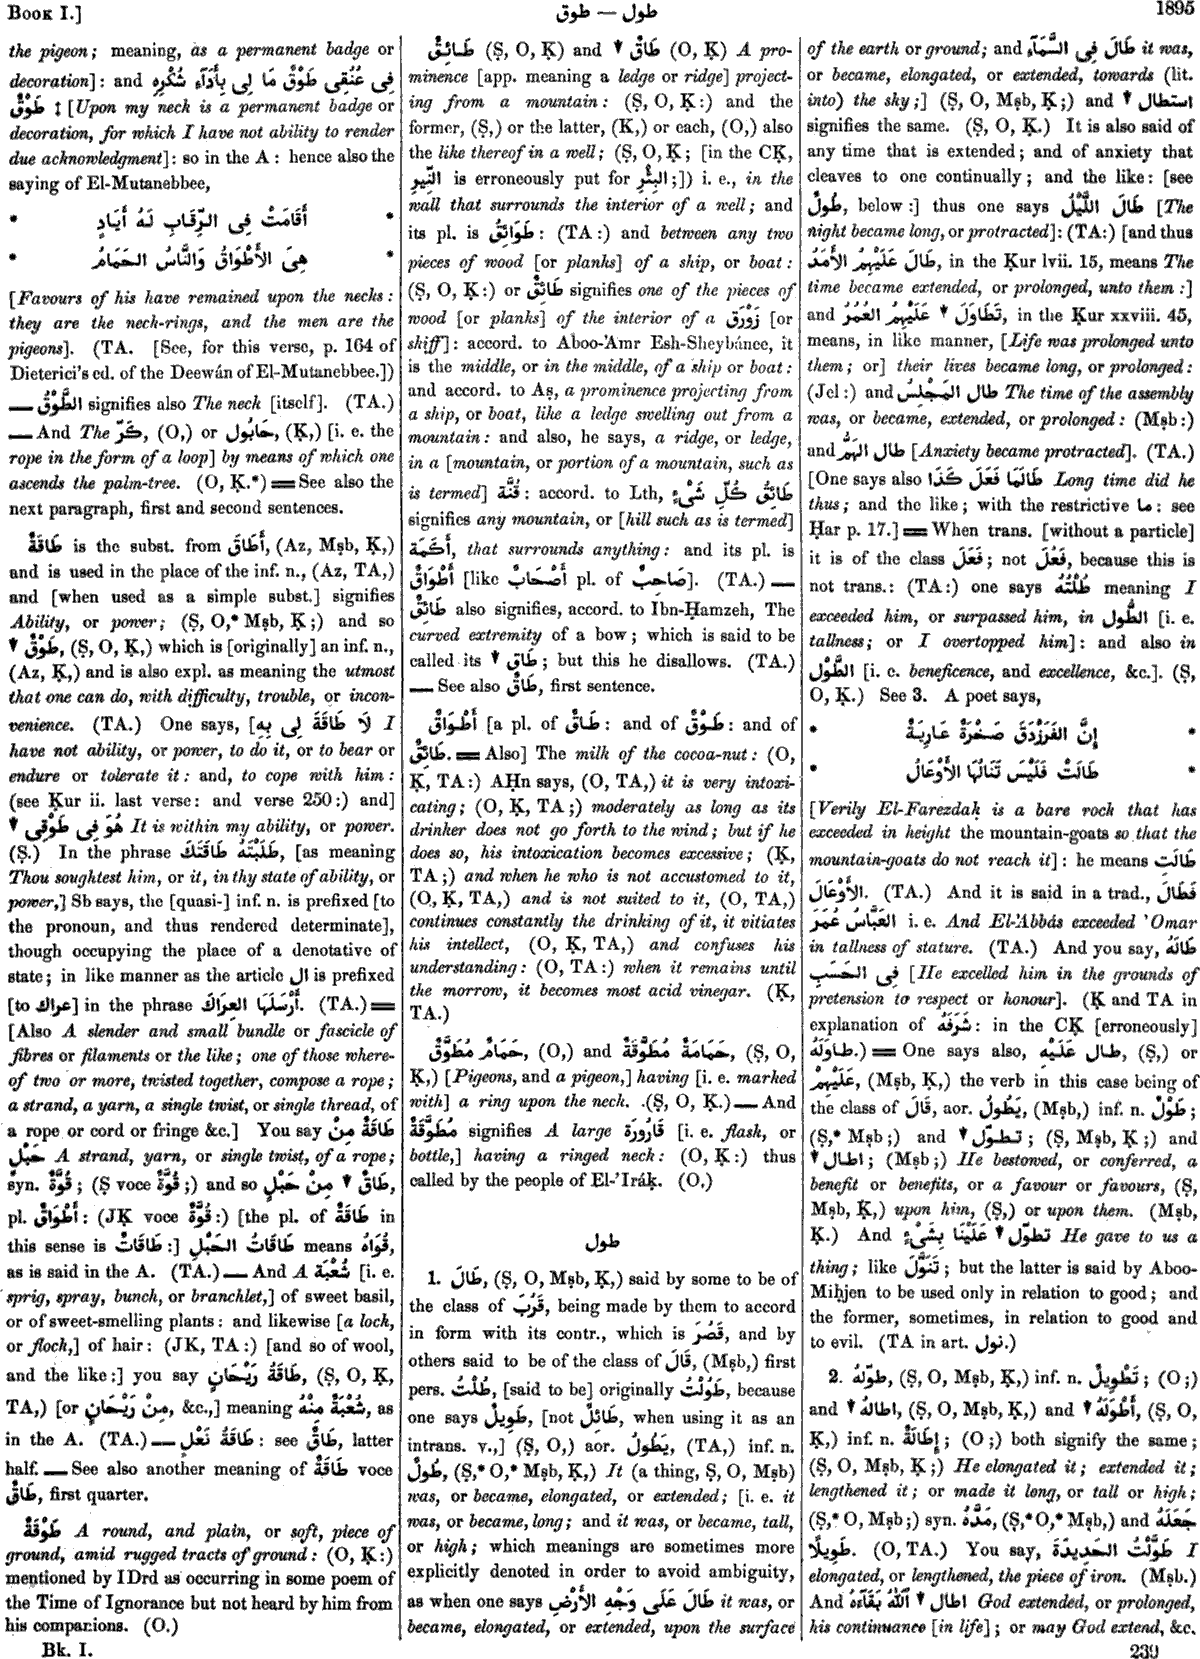 BOOK I.]
طول — طوق
1895
the pigeon; meaning, as a permanent badge or
decoration]: and فِى عُنُقِى طَوْقٌ مَا لِى بِأَدَآءِ شُكْرِهِ
طَوْقٌ ↕ [Upon my neck is a permanent badge or
decoration, for which I have not ability to render
due acknowledgment]: so in the A: hence also the
saying of El-Mutanebbee,
* أَقَامَتْ فِى الرِّقَابِ لَهُ أَيَادٍ *
* هِىَ الأَطْوَاقُ وَالنَّاسُ الحَمَامُ *
[Favours of his have remained upon the necks:
they are the neck-rings, and the men are the
pigeons]. (TA. [See, for this verse, p. 164 of
Dieterici's ed. of the Deewán of El-Mutanebbee.])
— الطَّوْقُ signifies also The neck [itself]. (TA.)
— And The كَرّ, (O,) or حَابُول, (Ḳ,) [i. e. the
rope in the form of a loop] by means of which one
ascends the palm-tree. (O, Ḳ.*) = See also the
next paragraph, first and second sentences.
طَاقَةٌ is the subst. from أَطَاقَ, (Az, Mṣb, Ḳ,)
and is used in the place of the inf. n., (Az, TA,)
and [when used as a simple subst.] signifies
Ability, or power; (Ṣ, O,* Mṣb, Ḳ;) and so
▾ طَوْقٌ, (Ṣ, O, Ḳ,) which is [originally] an inf. n.,
(Az, Ḳ,) and is also expl. as meaning the utmost
that one can do, with difficulty, trouble, or incon-
venience. (TA.) One says, [لَا طَاقَةَ لِى بِهِ I
have not ability, or power, to do it, or to bear or
endure or tolerate it: and, to cope with him:
(see Ḳur ii. last verse: and verse 250:) and]
▾ هُوَ فِى طَوْقِى It is within my ability, or power.
(Ṣ.) In the phrase طَلَبْتَهُ طَاقَتَكَ, [as meaning
Thou soughtest him, or it, in thy state of ability, or
power,] Sb says, the [quasi-] inf. n. is prefixed [to
the pronoun, and thus rendered determinate],
though occupying the place of a denotative of
state; in like manner as the article ال is prefixed
[to عراك] in the phrase أَرْسَلَهَا العِرَاكَ. (TA.) =
[Also A slender and small bundle or fascicle of
fibres or filaments or the like; one of those where-
of two or more, twisted together, compose a rope;
a strand, a yarn, a single twist, or single thread, of
a rope or cord or fringe &c.] You say طَاقَةٌ مِنْ
حَبْلٍ A strand, yarn, or single twist, of a rope;
syn. قُوَّةٌ; (Ṣ voce قُوَّةٌ;) and so ▾ طَاقٌ مِنْ حَبْلٍ,
pl. أَطْوَاقٌ: (JḲ voce قُوَّةٌ:) [the pl. of طَاقَةٌ in
this sense is طَاقَاتٌ:] طَاقَاتُ الحَبْلِ means قُوَاهُ,
as is said in the A. (TA.) — And A شُعْبَة [i. e.
sprig, spray, bunch, or branchlet,] of sweet basil,
or of sweet-smelling plants: and likewise [a lock,
or flock,] of hair: (JK, TA:) [and so of wool,
and the like:] you say طَاقَةُ رَيْحَانٍ, (Ṣ, O, Ḳ,
TA,) [or مِنْ رَيْحَانٍ, &c.,] meaning شُعْبَةٌ مِنْهُ, as
in the A. (TA.) — طَاقَةُ نَعْلٍ: see طَاقٌ, latter
half. — See also another meaning of طَاقَةٌ voce
طَاقٌ, first quarter.
طَوْقَةٌ A round, and plain, or soft, piece of
ground, amid rugged tracts of ground: (O, Ḳ:)
mentioned by IDrd as occurring in some poem of
the Time of Ignorance but not heard by him from
his companions. (O.)
Bk. I.
طَائِقٌ (Ṣ, O, Ḳ) and ▾ طَاقٌ (O, Ḳ) A pro-
minence [app. meaning a ledge or ridge] project-
ing from a mountain: (Ṣ, O, Ḳ:) and the
former, (Ṣ,) or the latter, (K,) or each, (O,) also
the like thereof in a well; (Ṣ, O, Ḳ; [in the CḲ,
النِّيرِ is erroneously put for البِئْرِ;]) i. e., in the
wall that surrounds the interior of a well; and
its pl. is طَوَائِقُ: (TA:) and between any two
pieces of wood [or planks] of a ship, or boat:
(Ṣ, O, Ḳ:) or طَائِقٌ signifies one of the pieces of
wood [or planks] of the interior of a زَوْرَق [or
skiff]: accord. to Aboo-'Amr Esh-Sheybánee, it
is the middle, or in the middle, of a ship or boat:
and accord. to Aṣ, a prominence projecting from
a ship, or boat, like a ledge swelling out from a
mountain: and also, he says, a ridge, or ledge,
in a [mountain, or portion of a mountain, such as
is termed] قُنَّة: accord. to Lth, طَائِقُ كُلِّ شَىْءٍ
signifies any mountain, or [hill such as is termed]
أَكَمَة, that surrounds anything: and its pl. is
أَطْوَاقٌ [like أَصْحَابٌ pl. of صَاحِبٌ]. (TA.) —
طَائِقٌ also signifies, accord. to Ibn-Ḥamzeh, The
curved extremity of a bow; which is said to be
called its ▾ طَاق; but this he disallows. (TA.)
— See also طَاقٌ, first sentence.
أَطْوَاقٌ [a pl. of طَاقٌ: and of طَوْقٌ: and of
طَائِقٌ. = Also] The milk of the cocoa-nut: (O,
Ḳ, TA:) AḤn says, (O, TA,) it is very intoxi-
cating; (O, Ḳ, TA;) moderately as long as its
drinker does not go forth to the wind; but if he
does so, his intoxication becomes excessive; (Ḳ,
TA;) and when he who is not accustomed to it,
(O, Ḳ, TA,) and is not suited to it, (O, TA,)
continues constantly the drinking of it, it vitiates
his intellect, (O, Ḳ, TA,) and confuses his
understanding: (O, TA:) when it remains until
the morrow, it becomes most acid vinegar. (Ḳ,
TA.)
حَمَامٌ مُطَوَّقٌ, (O,) and حَمَامَةٌ مُطَوَّقَةٌ, (Ṣ, O,
Ḳ,) [Pigeons, and a pigeon,] having [i. e. marked
with] a ring upon the neck. (Ṣ, O, Ḳ.) — And
مُطَوَّقَةٌ signifies A large قَارُورَة [i. e. flask, or
bottle,] having a ringed neck: (O, Ḳ:) thus
called by the people of El-'Iráḳ. (O.)
طول
1. طَالَ, (Ṣ, O, Mṣb, Ḳ,) said by some to be of
the class of قَرُبَ, being made by them to accord
in form with its contr., which is قَصُرَ, and by
others said to be of the class of قَالَ, (Mṣb,) first
pers. طُلْتُ, [said to be] originally طَوُلْتُ, because
one says طَوِيلٌ, [not طَائِلٌ, when using it as an
intrans. v.,] (Ṣ, O,) aor. يَطُولُ, (TA,) inf. n.
طُولٌ, (Ṣ,* O,* Mṣb, Ḳ,) It (a thing, Ṣ, O, Mṣb)
was, or became, elongated, or extended; [i. e. it
was, or became, long; and it was, or became, tall,
or high; which meanings are sometimes more
explicitly denoted in order to avoid ambiguity,
as when one says طَالَ عَلَى وَجْهِ الأَرْضِ it was, or
became, elongated, or extended, upon the surface
of the earth or ground; and طَالَ فِى السَّمَآءِ it was,
or became, elongated, or extended, towards (lit.
into) the sky;] (Ṣ, O, Mṣb, Ḳ;) and ▾ استطال
signifies the same. (Ṣ, O, Ḳ.) It is also said of
any time that is extended; and of anxiety that
cleaves to one continually; and the like: [see
طُولٌ, below:] thus one says طَالَ اللَّيْلُ [The
night became long, or protracted]: (TA:) [and thus
طَالَ عَلَيْهِمُ الأَمَدُ, in the Ḳur lvii. 15, means The
time became extended, or prolonged, unto them:]
and تَطَاوَلَ ▾ عَلَيْهِمُ العُمُرُ, in the Ḳur xxviii. 45,
means, in like manner, [Life was prolonged unto
them; or] their lives became long, or prolonged:
(Jel:) and طال المَجْلِسُ The time of the assembly
was, or became, extended, or prolonged: (Mṣb:)
and طال الهَمُّ [Anxiety became protracted]. (TA.)
[One says also طَالَمَا فَعَلَ كَذَا Long time did he
thus; and the like; with the restrictive ما: see
Ḥar p. 17.] = When trans. [without a particle]
it is of the class فَعَلَ; not فَعُلَ, because this is
not trans.: (TA:) one says طُلْتُهُ meaning I
exceeded him, or surpassed him, in الطُّول [i. e.
tallness; or I overtopped him]: and also in
الطَّوْل [i. e. beneficence, and excellence, &c.]. (Ṣ,
O, Ḳ.) See 3. A poet says,
* إِنَّ الفَرَزْدَقَ صَخْرَةٌ عَارِيَةٌ *
* طَالَتْ فَلَيْسَ تَنَالُهَا الأَوْعَالُ *
[Verily El-Farezdaḳ is a bare rock that has
exceeded in height the mountain-goats so that the
mountain-goats do not reach it]: he means طَالَتِ
الأَوْعَالَ. (TA.) And it is said in a trad., فَطَالَ
العَبَّاسُ عُمَرَ i. e. And El-'Abbás exceeded 'Omar
in tallness of stature. (TA.) And you say, طَالَهُ
فِى الحَسَبِ [He excelled him in the grounds of
pretension to respect or honour]. (Ḳ and TA in
explanation of شَرَفَهُ: in the CḲ [erroneously]
طَاوَلَهُ.) = One says also, طال عَلَيْهِ, (Ṣ,) or
عَلَيْهِمْ, (Mṣb, Ḳ,) the verb in this case being of
the class of قَالَ, aor. يَطُولُ, (Mṣb,) inf. n. طَوْلٌ;
(Ṣ,* Mṣb;) and ▾ تطوّل; (Ṣ, Mṣb, Ḳ;) and
▾ اطال; (Mṣb;) He bestowed, or conferred, a
benefit or benefits, or a favour or favours, (Ṣ,
Mṣb, Ḳ,) upon him, (Ṣ,) or upon them. (Mṣb,
Ḳ.) And تطوّل ▾ عَلَيْنَا بِشَىْءٍ He gave to us a
thing; like تَنَوَّلَ; but the latter is said by Aboo-
Miḥjen to be used only in relation to good; and
the former, sometimes, in relation to good and
to evil. (TA in art. نول.)
2. طوّلهُ, (Ṣ, O, Mṣb, Ḳ,) inf. n. تَطْوِيلٌ; (O;)
and ▾ اطالهُ, (Ṣ, O, Mṣb, Ḳ,) and ▾ أَطْوَلَهُ, (Ṣ, O,
Ḳ,) inf. n. إِطَالَةٌ; (O;) both signify the same;
(Ṣ, O, Mṣb, Ḳ;) He elongated it; extended it;
lengthened it; or made it long, or tall or high;
(Ṣ,* O, Mṣb;) syn. مَدَّهُ, (Ṣ,* O,* Mṣb,) and جَعَلَهُ
طَوِيلًا. (O, TA.) You say, طَوَّلْتُ الحَدِيدَةَ I
elongated, or lengthened, the piece of iron. (Mṣb.)
And اطال ▾ ٱللّٰهُ بَقَآءَهُ God extended, or prolonged,
his continuance [in life]; or may God extend, &c.
239